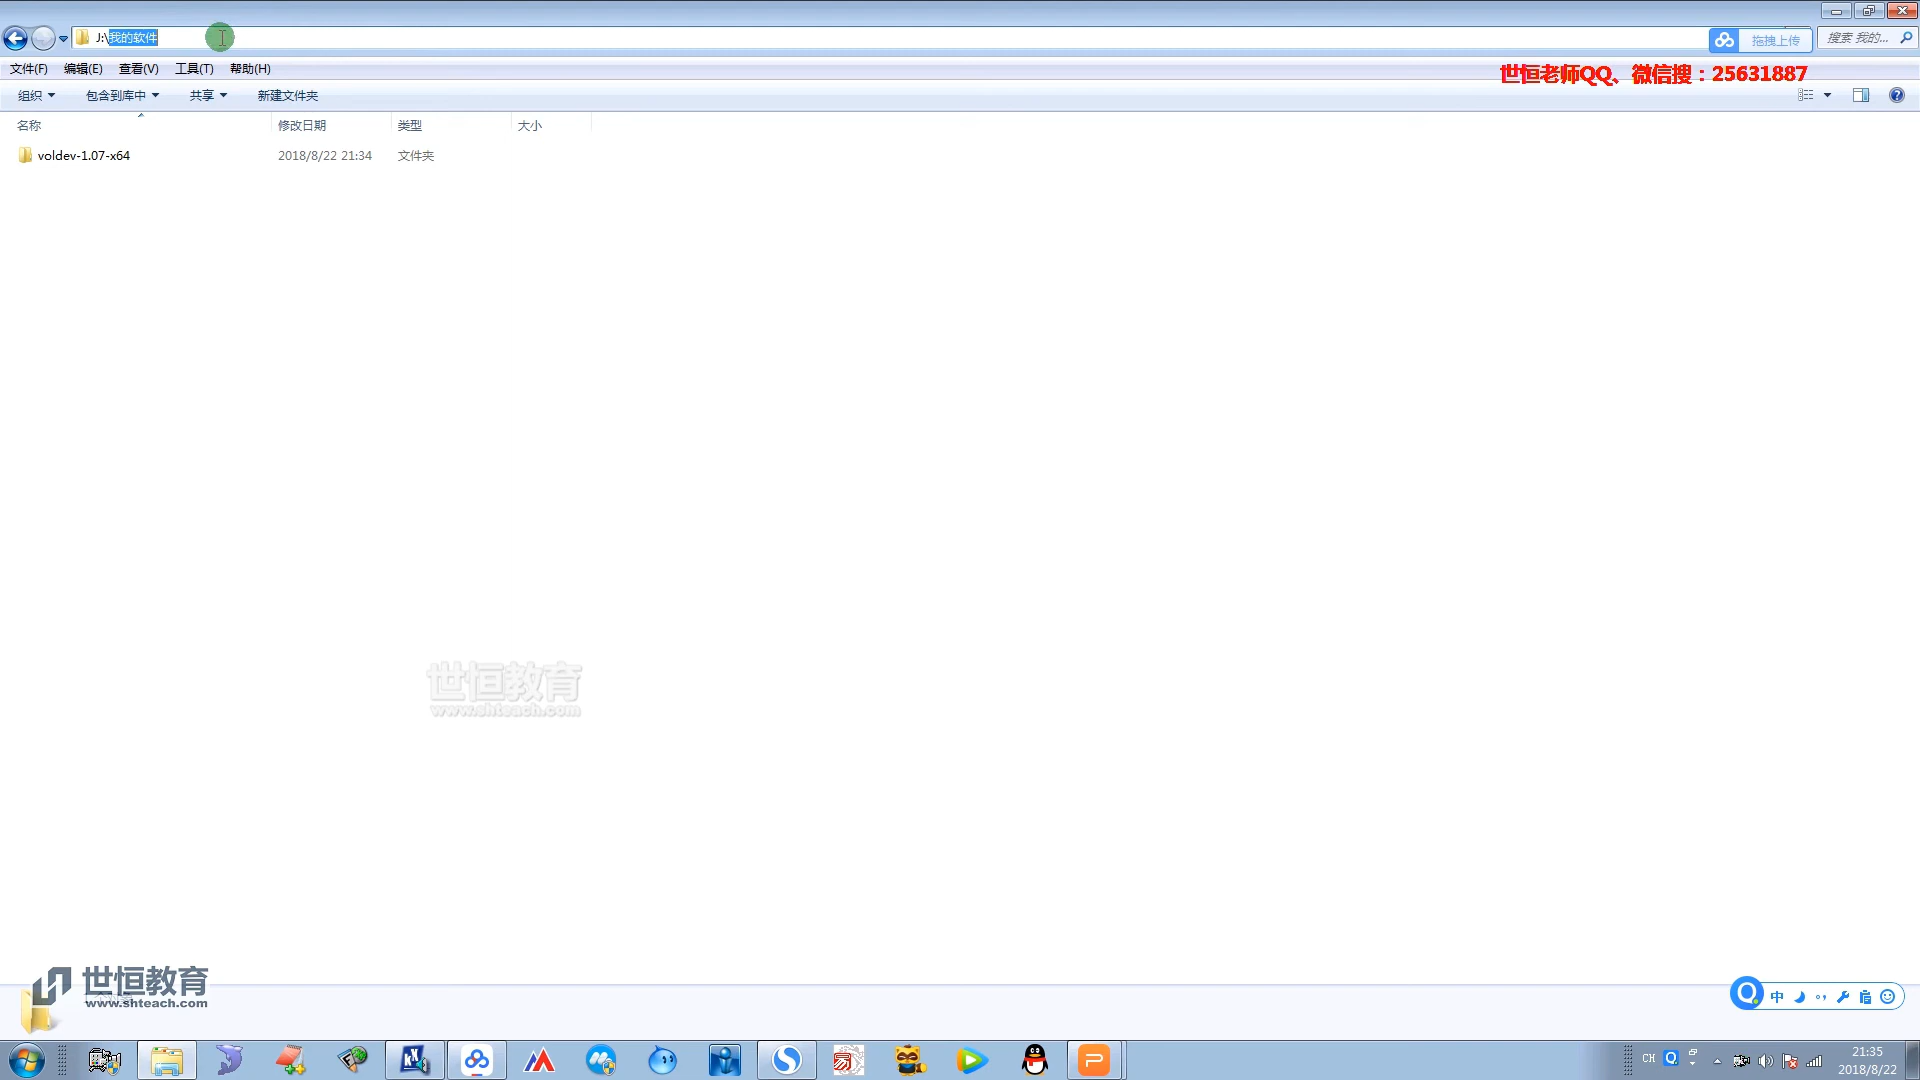 J:\我的软件
拖拽上传
搜索 我的...
文件(F) 编辑(E) 查看(V) 工具(T) 帮助(H)
世恒老师QQ、微信搜：25631887
组织 包含到库中 共享 新建文件夹
名称 修改日期 类型 大小
voldev-1.07-x64 2018/8/22 21:34 文件夹
世恒教育
www.shteach.com
世恒教育
www.shteach.com
中
CH
21:35
2018/8/22